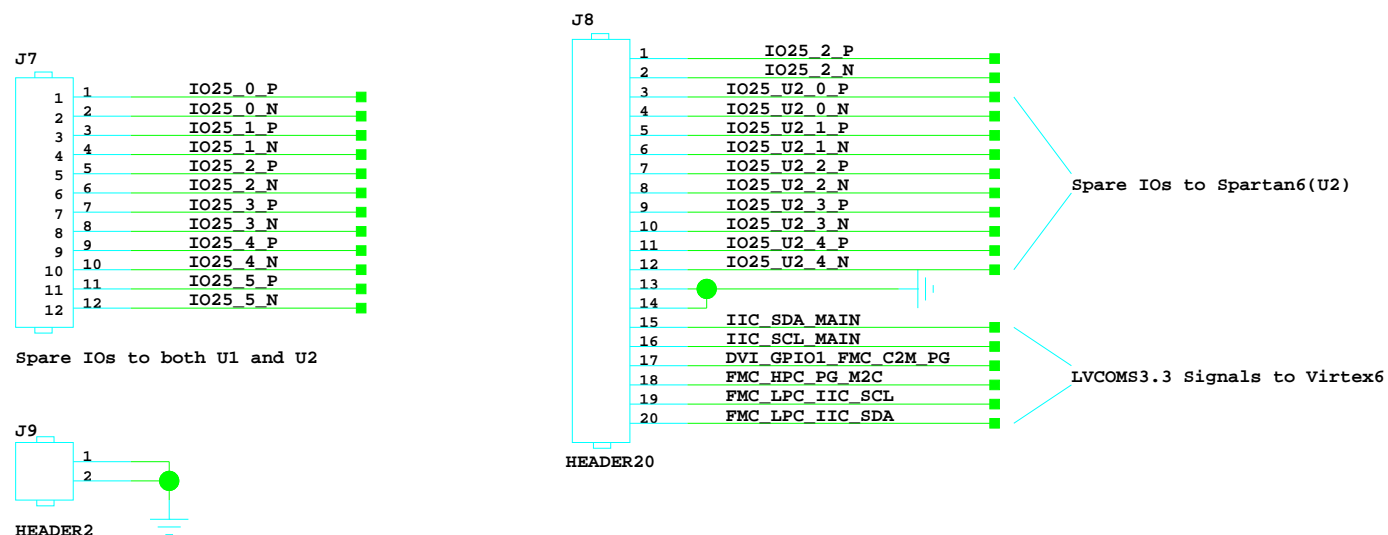 J7
1 1 IO25_0_P
2 2 IO25_0_N
3 3 IO25_1_P
4 4 IO25_1_N
5 5 IO25_2_P
6 6 IO25_2_N
7 7 IO25_3_P
8 8 IO25_3_N
9 9 IO25_4_P
10 10 IO25_4_N
11 11 IO25_5_P
12 12 IO25_5_N
Spare IOs to both U1 and U2
J9
1
2
HEADER2
J8
1 IO25_2_P
2 IO25_2_N
3 IO25_U2_0_P
4 IO25_U2_0_N
5 IO25_U2_1_P
6 IO25_U2_1_N
7 IO25_U2_2_P
8 IO25_U2_2_N
9 IO25_U2_3_P
10 IO25_U2_3_N
11 IO25_U2_4_P
12 IO25_U2_4_N
13
14
15 IIC_SDA_MAIN
16 IIC_SCL_MAIN
17 DVI_GPIO1_FMC_C2M_PG
18 FMC_HPC_PG_M2C
19 FMC_LPC_IIC_SCL
20 FMC_LPC_IIC_SDA
HEADER20
Spare IOs to Spartan6(U2)
LVCOMS3.3 Signals to Virtex6